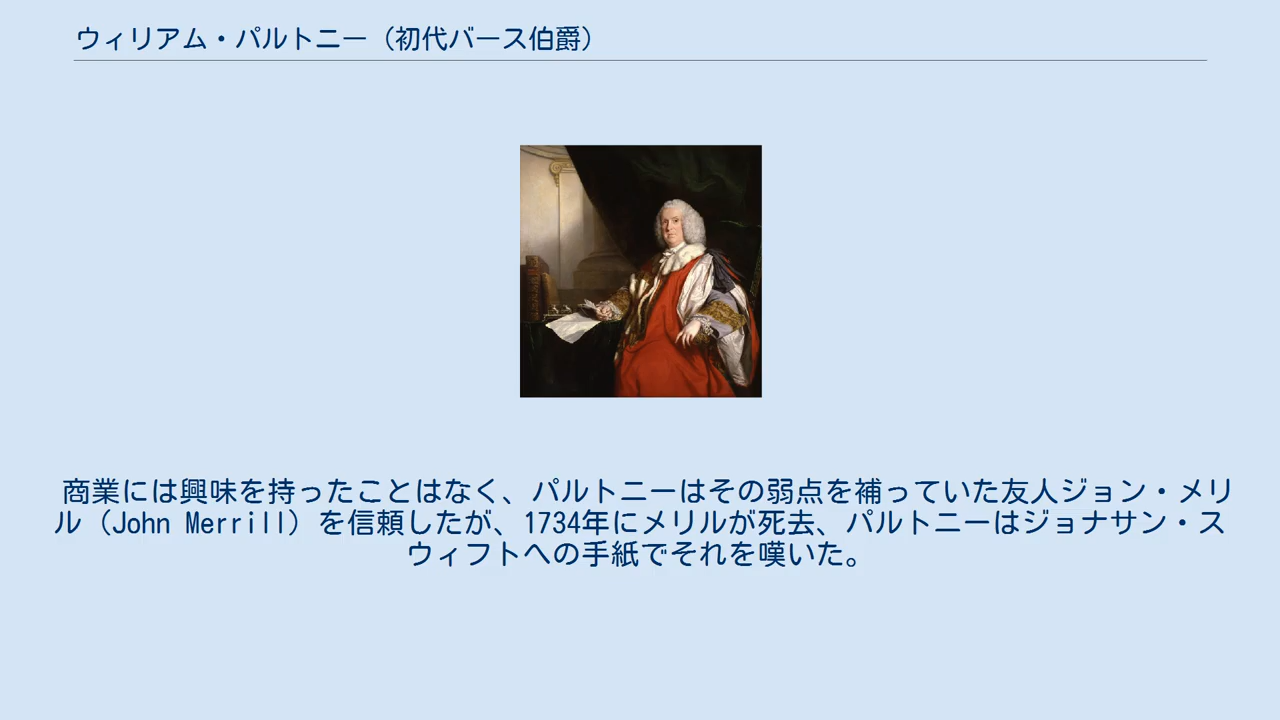 ウィリアム・パルトニー（初代バース伯爵）
商業には興味を持ったことはなく、パルトニーはその弱点を補っていた友人ジョン・メリ
ル（John Merrill）を信頼したが、1734年にメリルが死去、パルトニーはジョナサン・ス
ウィフトへの手紙でそれを嘆いた。